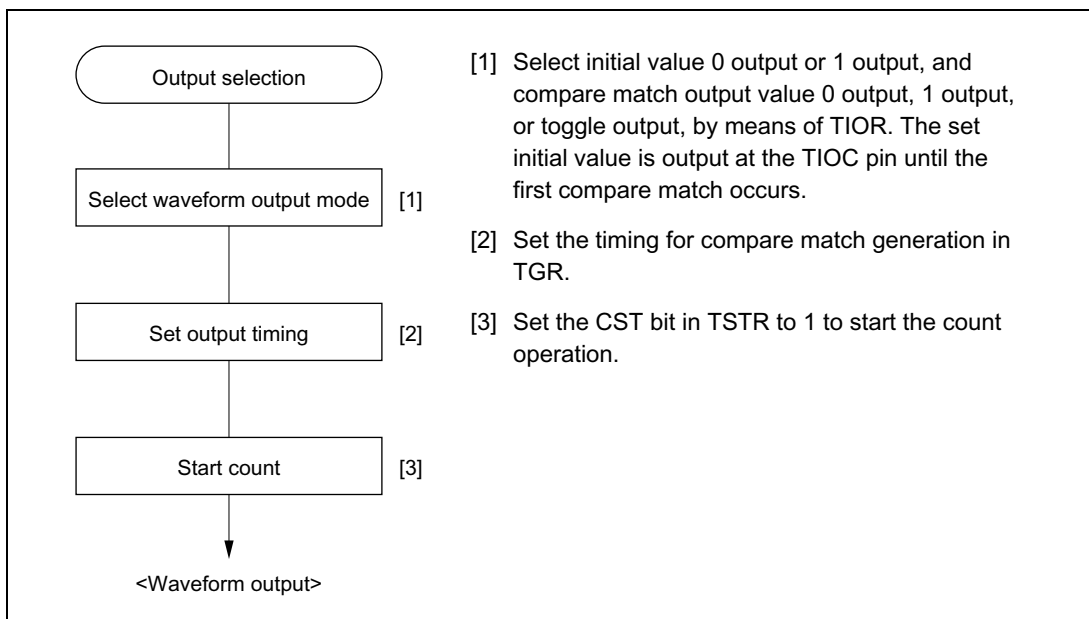 Output selection
Select waveform output mode [1]
Set output timing [2]
Start count [3]
<Waveform output>
[1] Select initial value 0 output or 1 output, and
compare match output value 0 output, 1 output,
or toggle output, by means of TIOR. The set
initial value is output at the TIOC pin until the
first compare match occurs.
[2] Set the timing for compare match generation in
TGR.
[3] Set the CST bit in TSTR to 1 to start the count
operation.